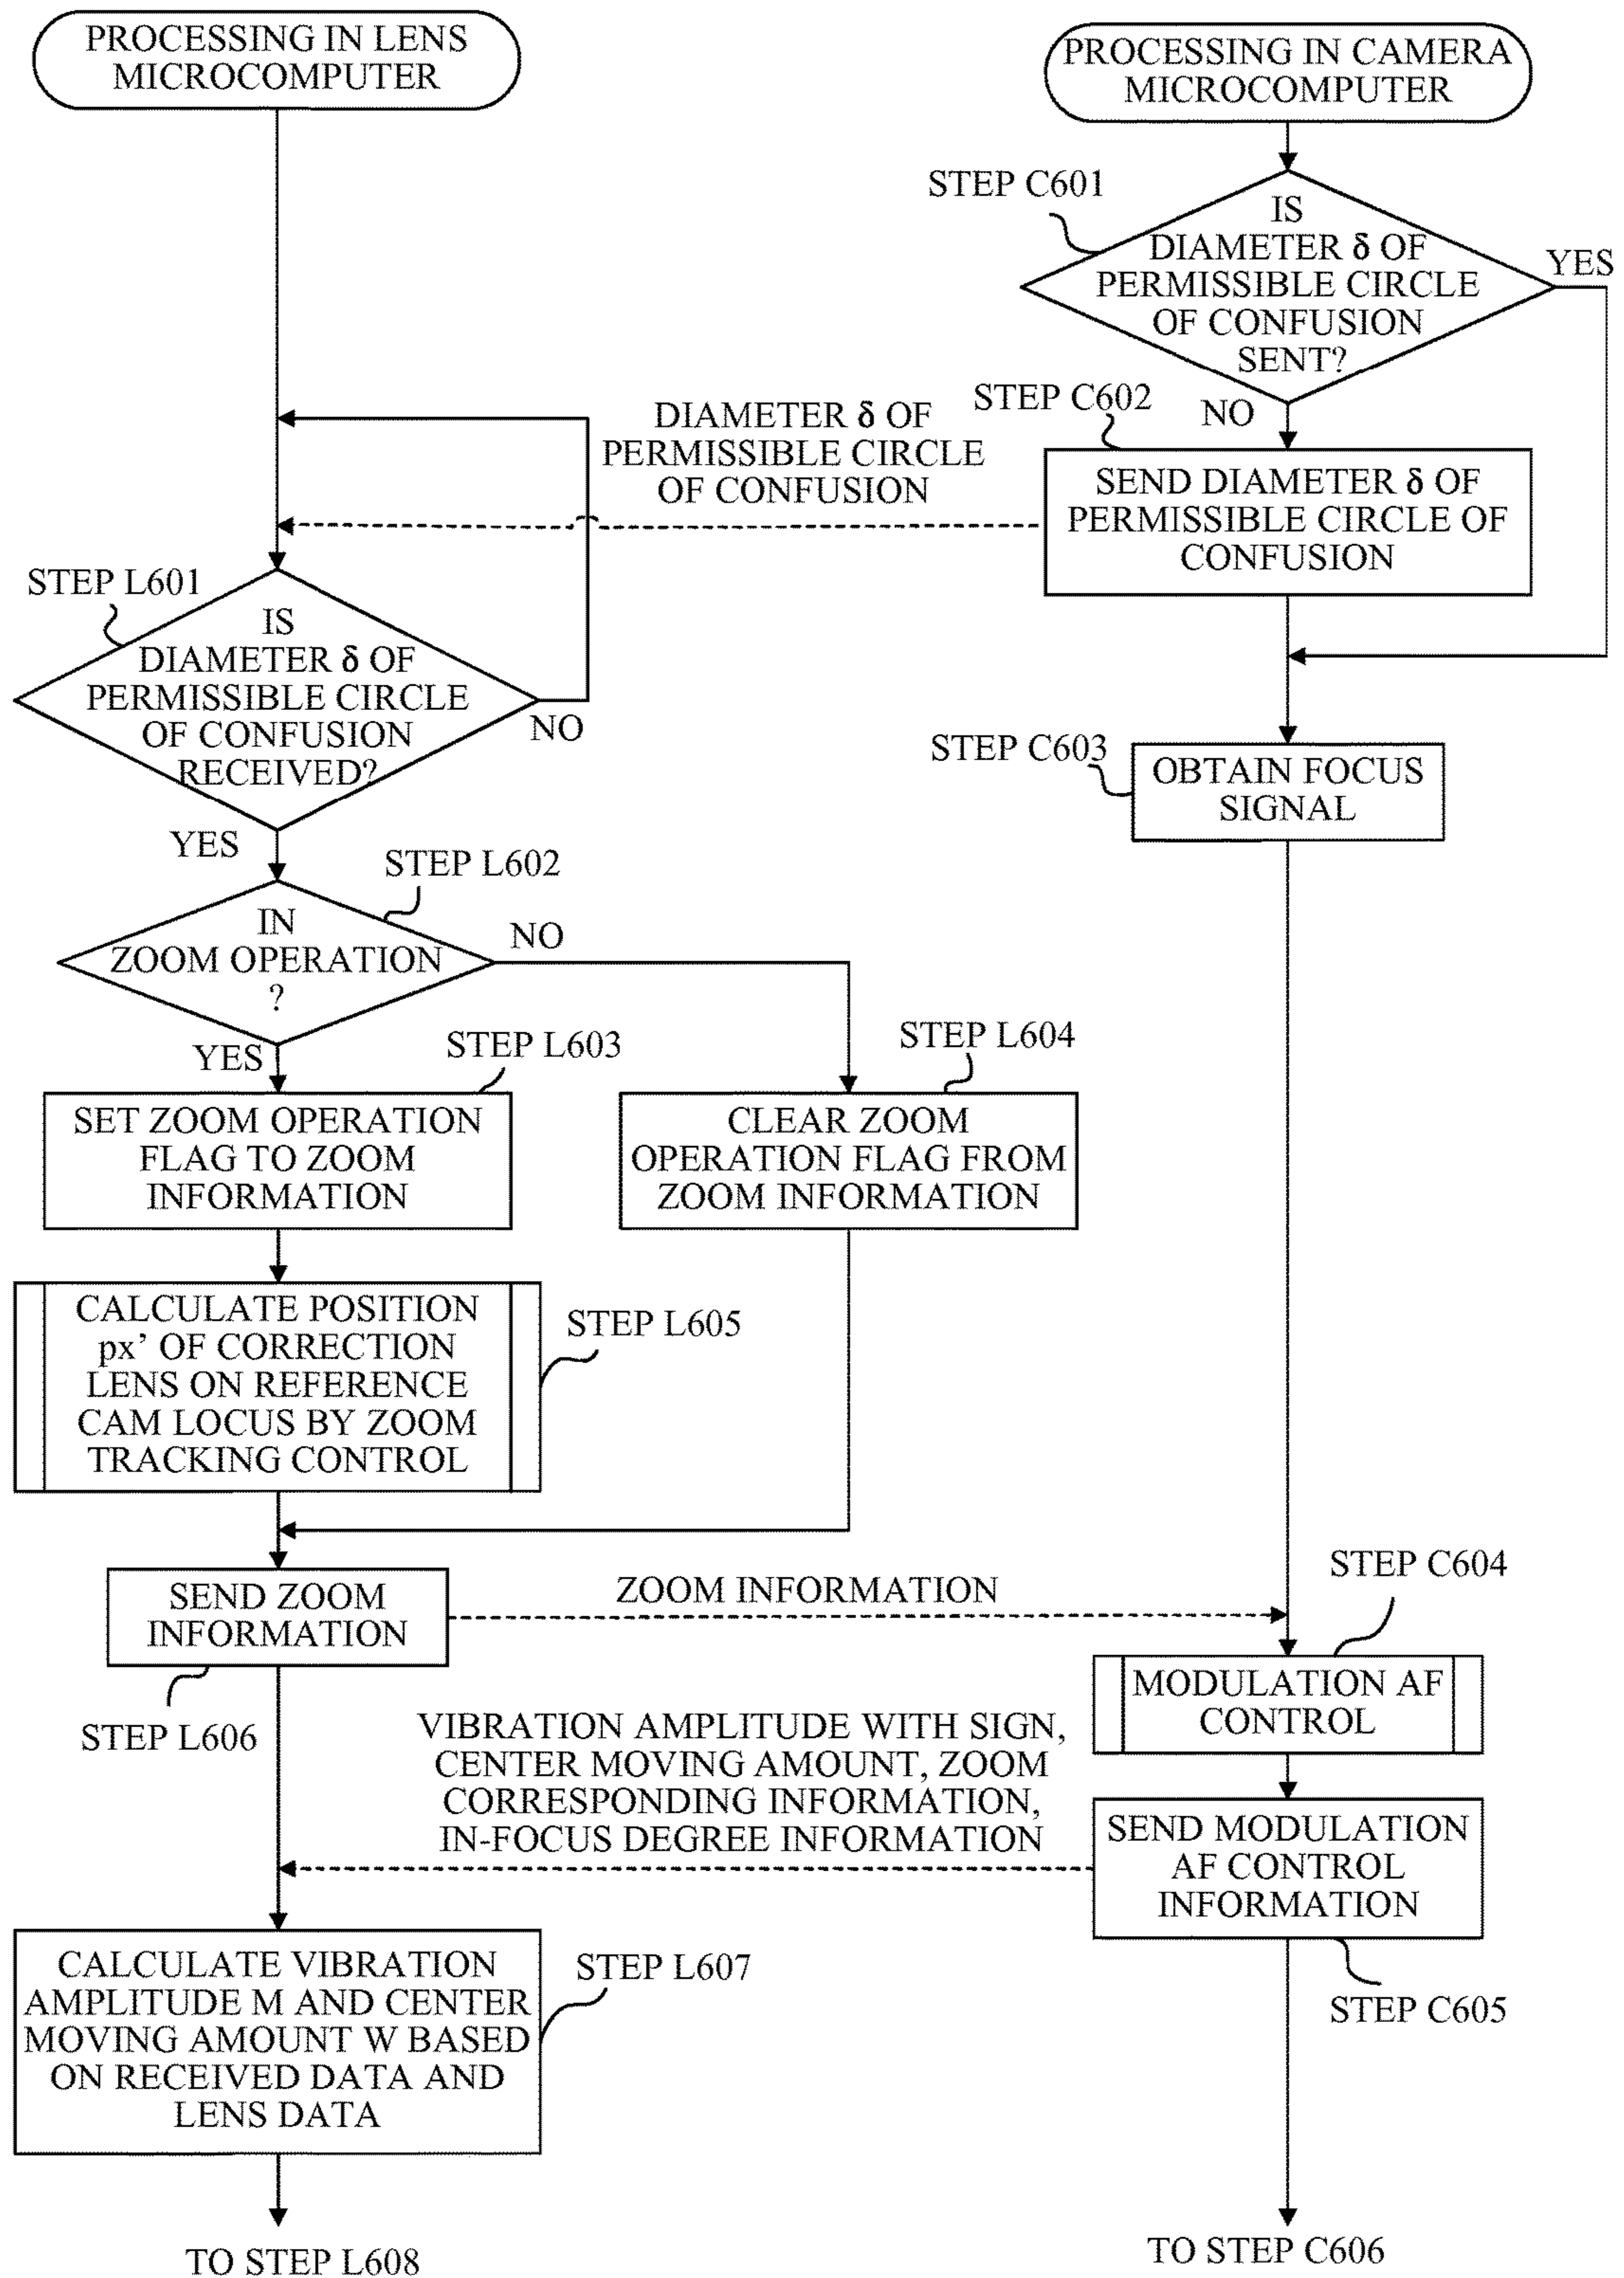 PROCESSING IN LENS
MICROCOMPUTER
PROCESSING IN CAMERA
MICROCOMPUTER
STEP C601
IS
DIAMETER δ OF
PERMISSIBLE CIRCLE
OF CONFUSION
SENT?
YES
NO
STEP C602
SEND DIAMETER δ OF
PERMISSIBLE CIRCLE OF
CONFUSION
DIAMETER δ OF
PERMISSIBLE CIRCLE
OF CONFUSION
STEP L601
IS
DIAMETER δ OF
PERMISSIBLE CIRCLE
OF CONFUSION
RECEIVED?
NO
YES
STEP C603
OBTAIN FOCUS
SIGNAL
STEP L602
IN
ZOOM OPERATION
?
NO
YES
STEP L603
SET ZOOM OPERATION
FLAG TO ZOOM
INFORMATION
STEP L604
CLEAR ZOOM
OPERATION FLAG FROM
ZOOM INFORMATION
CALCULATE POSITION
px’ OF CORRECTION
LENS ON REFERENCE
CAM LOCUS BY ZOOM
TRACKING CONTROL
STEP L605
SEND ZOOM
INFORMATION
STEP L606
ZOOM INFORMATION
STEP C604
MODULATION AF
CONTROL
VIBRATION AMPLITUDE WITH SIGN,
CENTER MOVING AMOUNT, ZOOM
CORRESPONDING INFORMATION,
IN-FOCUS DEGREE INFORMATION
SEND MODULATION
AF CONTROL
INFORMATION
STEP C605
CALCULATE VIBRATION
AMPLITUDE M AND CENTER
MOVING AMOUNT W BASED
ON RECEIVED DATA AND
LENS DATA
STEP L607
TO STEP L608
TO STEP C606